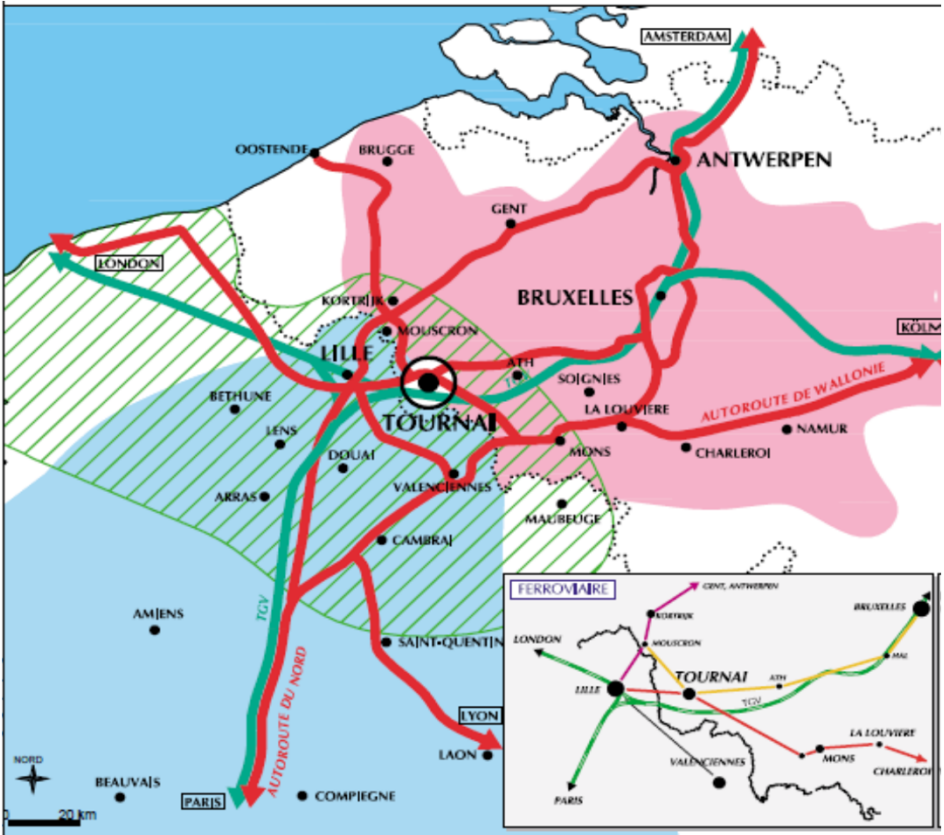 AMSTERDAM
OOSTENDE
BRUGGE
ANTWERPEN
GENT
LONDON
BRUXELLES
KORTRIJK
MOUSCRON
KÖLN
LILLE
ATH
TGV
SOIGNIES
BETHUNE
LA LOUVIERE
AUTOROUTE DE WALLONIE
TOURNAI
LENS
NAMUR
MONS
CHARLEROI
DOUAI
VALENCIENNES
ARRAS
MAUBEUGE
CAMBRAI
AMIENS
TGV
SAINT-QUENTIN
AUTOROUTE DU NORD
LYON
LAON
NORD
BEAUVAIS
PARIS
COMPIEGNE
20 km
FERROVIAIRE
GENT, ANTWERPEN
KORTRIJK
BRUXELLES
LONDON
MOUSCRON
HAL
TOURNAI
ATH
LILLE
TGV
LA LOUVIERE
MONS
VALENCIENNES
CHARLEROI
PARIS